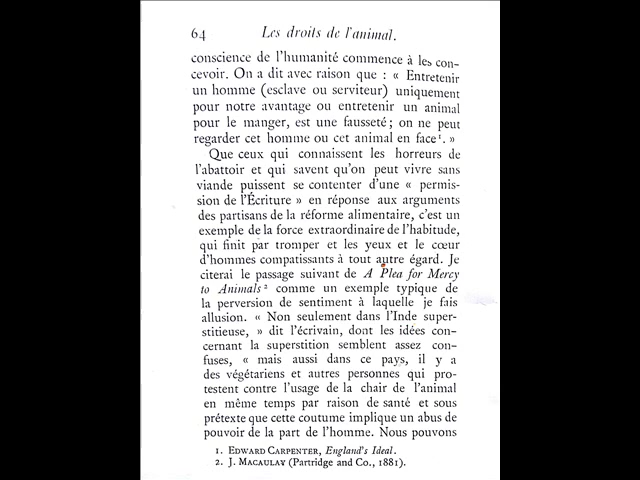 64 Les droits de l'animal.
conscience de l'humanité commence à les con-
cevoir. On a dit avec raison que : « Entretenir
un homme (esclave ou serviteur) uniquement
pour notre avantage ou entretenir un animal
pour le manger, est une fausseté ; on ne peut
regarder cet homme ou cet animal en face¹. »
Que ceux qui connaissent les horreurs de
l'abattoir et qui savent qu'on peut vivre sans
viande puissent se contenter d'une « permis-
sion de l'Écriture » en réponse aux arguments
des partisans de la réforme alimentaire, c'est un
exemple de la force extraordinaire de l'habitude,
qui finit par tromper et les yeux et le cœur
d'hommes compatissants à tout autre égard. Je
citerai le passage suivant de A Plea for Mercy
to Animals² comme un exemple typique de
la perversion de sentiment à laquelle je fais
allusion. « Non seulement dans l'Inde super-
stitieuse, » dit l'écrivain, dont les idées con-
cernant la superstition semblent assez con-
fuses, « mais aussi dans ce pays, il y a
des végétariens et autres personnes qui pro-
testent contre l'usage de la chair de l'animal
en même temps par raison de santé et sous
prétexte que cette coutume implique un abus de
pouvoir de la part de l'homme. Nous pouvons
1. EDWARD CARPENTER, England's Ideal.
2. J. MACAULAY (Partridge and Co., 1881).